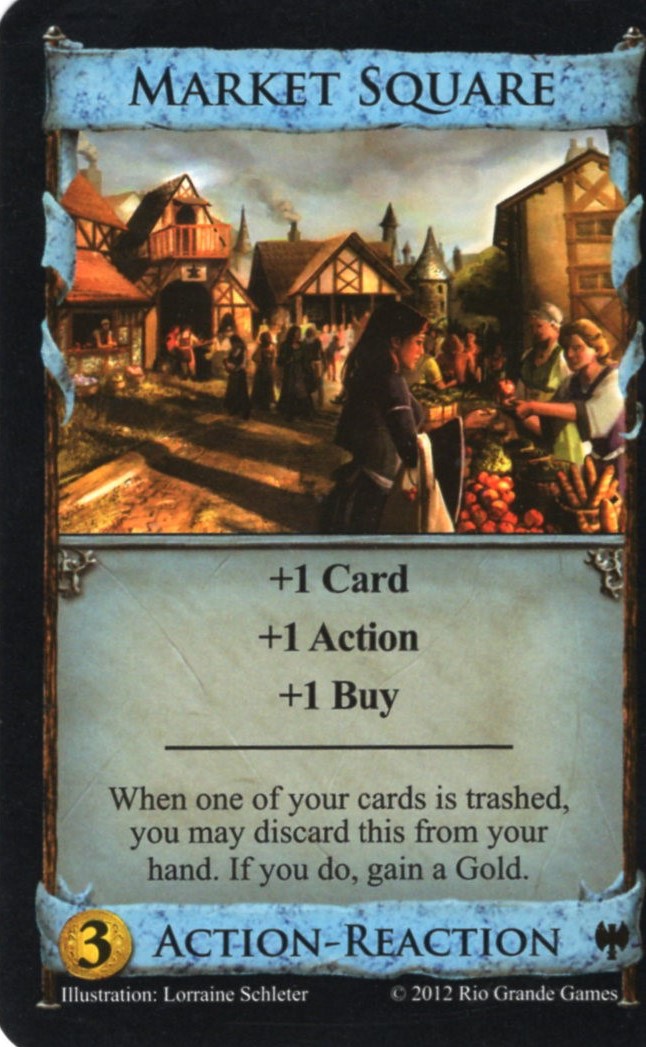 MARKET SQUARE
+1 Card
+1 Action
+1 Buy
When one of your cards is trashed,
you may discard this from your
hand. If you do, gain a Gold.
3 ACTION-REACTION
Illustration: Lorraine Schleter © 2012 Rio Grande Games